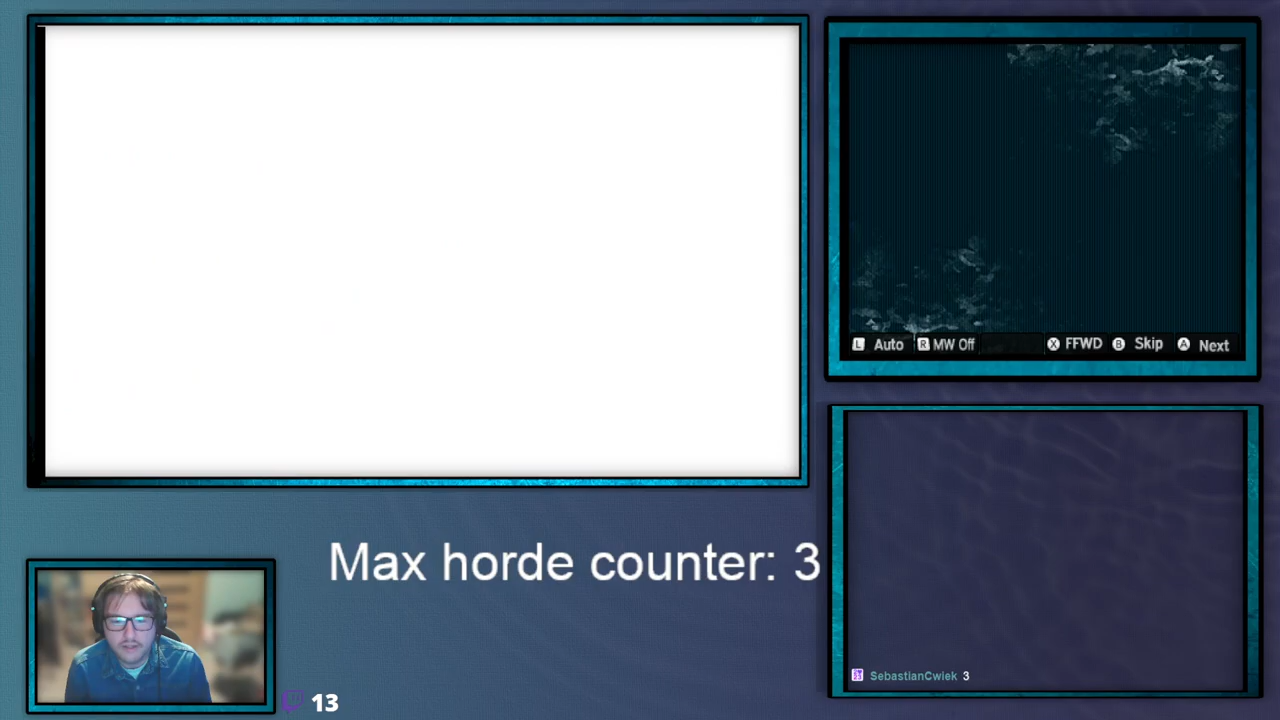 L Auto R MW Off X FFWD B Skip A Next
Max horde counter: 3
SebastianCwiek 3
13